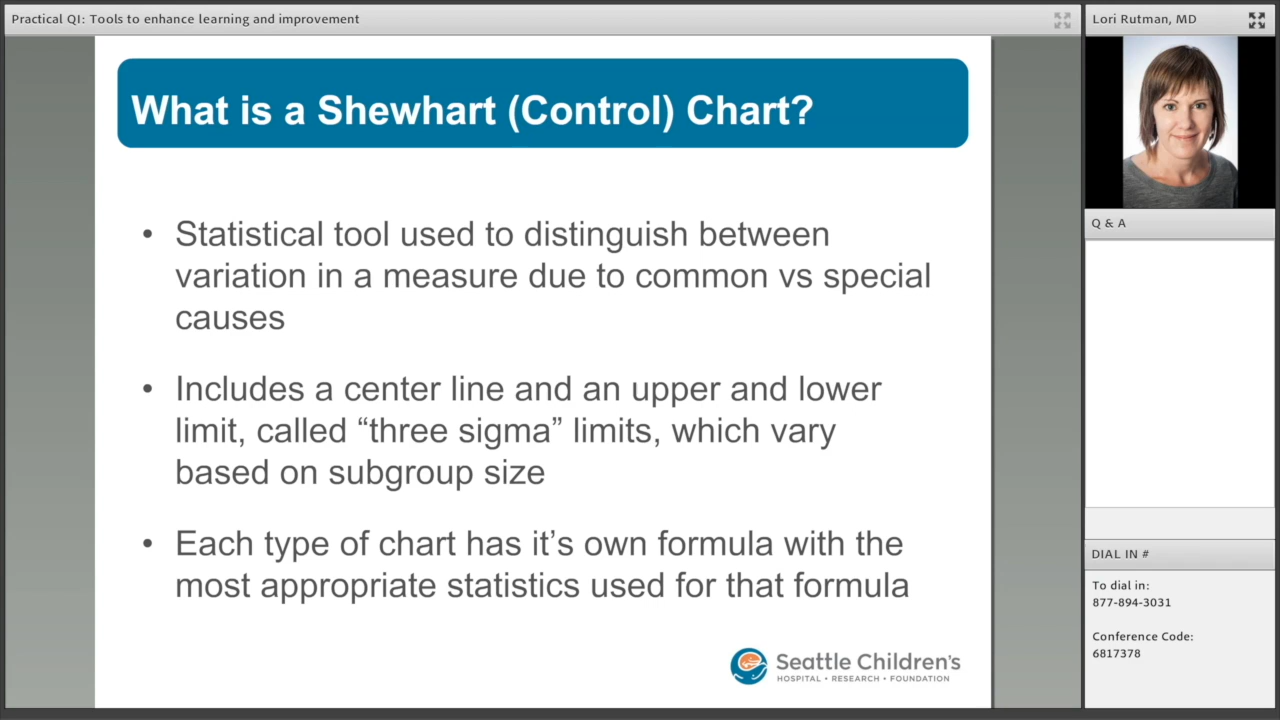 Practical QI: Tools to enhance learning and improvement
What is a Shewhart (Control) Chart?
• Statistical tool used to distinguish between
variation in a measure due to common vs special
causes
• Includes a center line and an upper and lower
limit, called “three sigma” limits, which vary
based on subgroup size
• Each type of chart has it’s own formula with the
most appropriate statistics used for that formula
Seattle Children's
HOSPITAL • RESEARCH • FOUNDATION
Lori Rutman, MD
Q & A
DIAL IN #
To dial in:
877-894-3031
Conference Code:
6817378